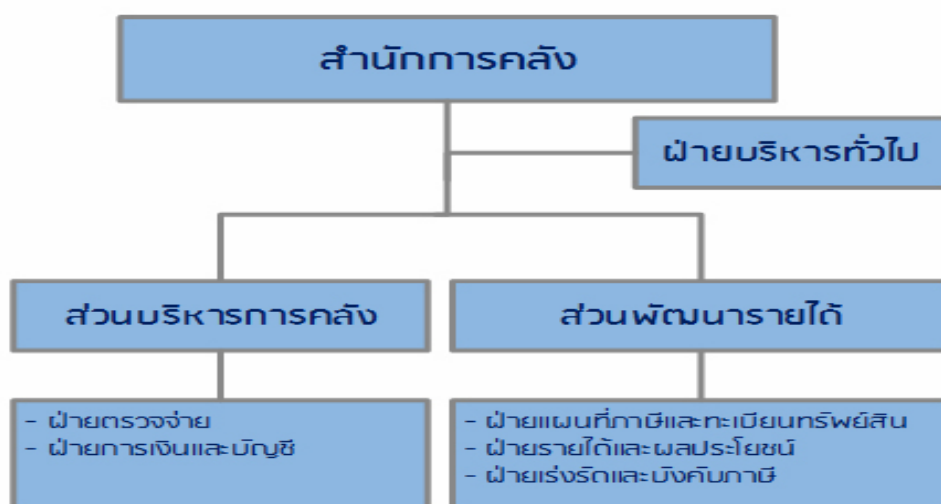 สำนักการคลัง
ฝ่ายบริหารทั่วไป
ส่วนบริหารการคลัง
ส่วนพัฒนารายได้
- ฝ่ายตรวจจ่าย
- ฝ่ายการเงินและบัญชี
- ฝ่ายแผนที่ภาษีและทะเบียนทรัพย์สิน
- ฝ่ายรายได้และผลประโยชน์
- ฝ่ายเร่งรัดและบังคับภาษี